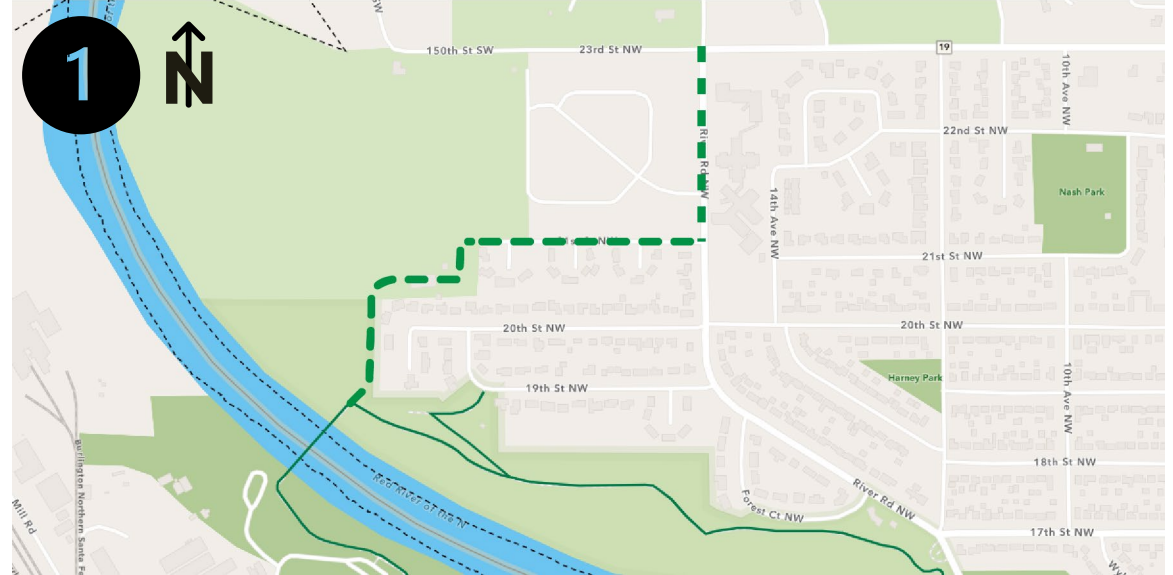 1
N
150th St SW
23rd St NW
19
10th Ave NW
22nd St NW
Nash Park
14th Ave NW
21st St NW
20th St NW
20th St NW
Harney Park
19th St NW
10th Ave NW
18th St NW
River Rd NW
Forest Ct NW
17th St NW
Red River of the N
Burlington Northern Santa Fe
Mill Rd